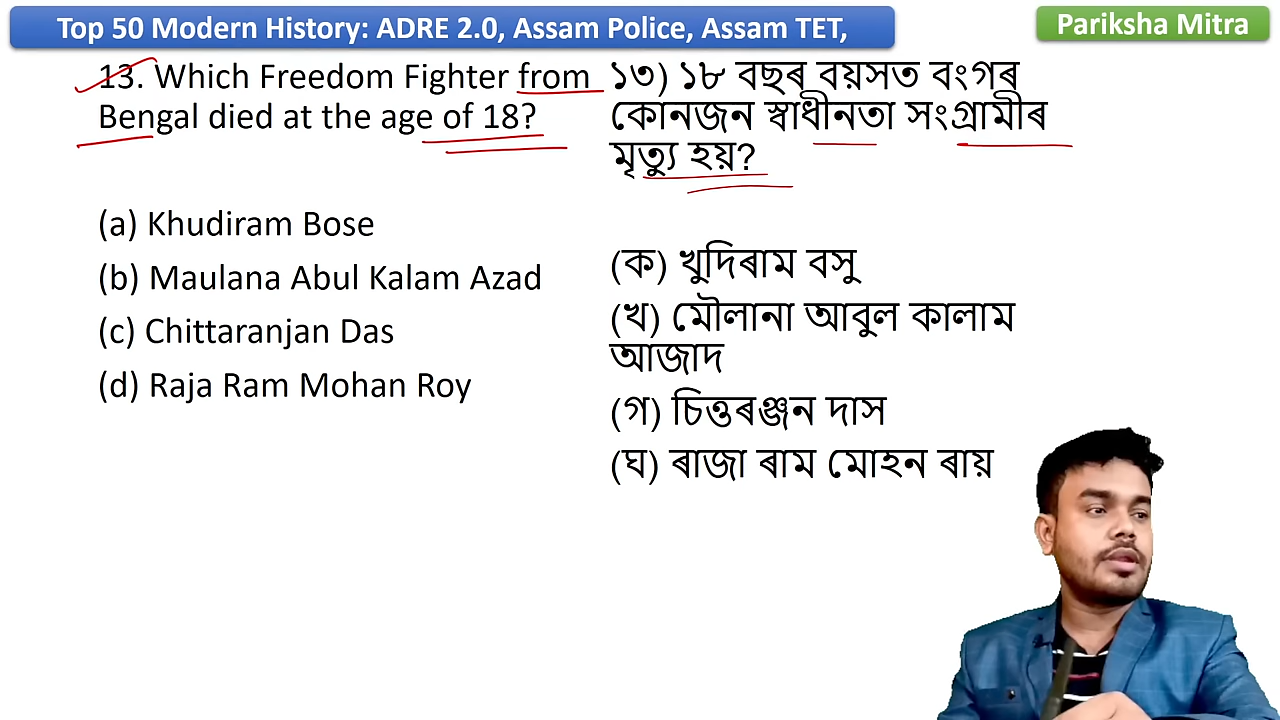 Top 50 Modern History: ADRE 2.0, Assam Police, Assam TET,
Pariksha Mitra
13. Which Freedom Fighter from
Bengal died at the age of 18?
(a) Khudiram Bose
(b) Maulana Abul Kalam Azad
(c) Chittaranjan Das
(d) Raja Ram Mohan Roy
১৩) ১৮ বছৰ বয়সত বংগৰ
কোনজন স্বাধীনতা সংগ্ৰামীৰ
মৃত্যু হয়?
(ক) খুদিৰাম বসু
(খ) মৌলানা আবুল কালাম
আজাদ
(গ) চিত্তৰঞ্জন দাস
(ঘ) ৰাজা ৰাম মোহন ৰায়